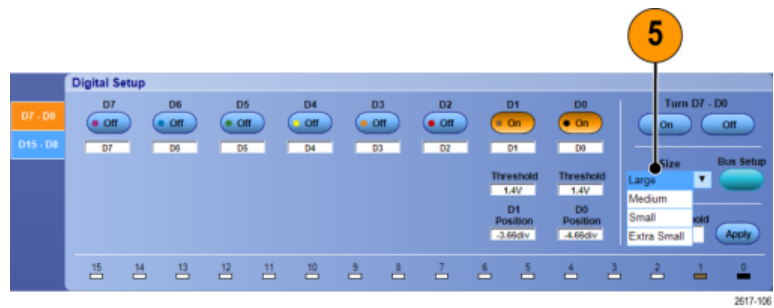 5
Digital Setup
D7 - D0
D15 - D8
D7 D6 D5 D4 D3 D2 D1 D0
Off Off Off Off Off Off On On
D7 D6 D5 D4 D3 D2 D1 D0
Threshold Threshold
1.4V 1.4V
D1 D0
Position Position
-3.66div -4.66div
Turn D7 - D0
On Off
Size Bus Setup
Large
Medium
Small
Extra Small
Apply
15 14 13 12 11 10 9 8 7 6 5 4 3 2 1 0
2617-106